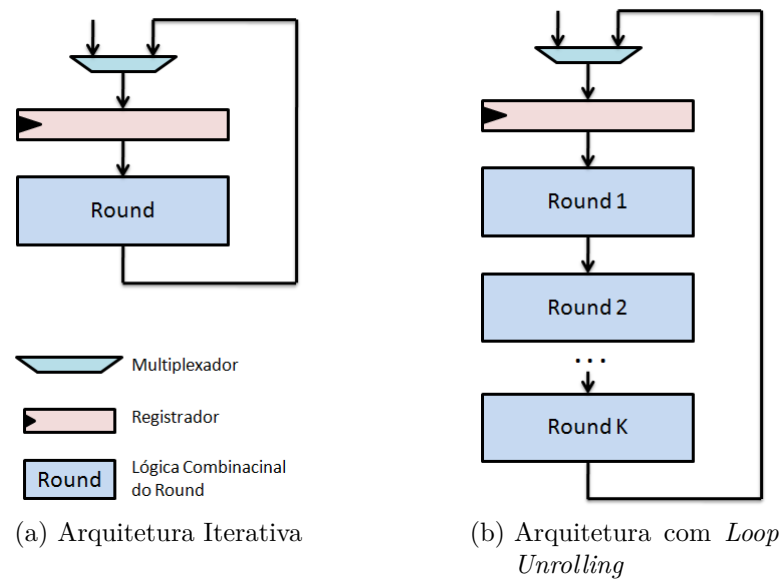 Round
Round 1
Round 2
...
Round K
Multiplexador
Registrador
Round
Lógica Combinacinal
do Round
(a) Arquitetura Iterativa
(b) Arquitetura com Loop
Unrolling